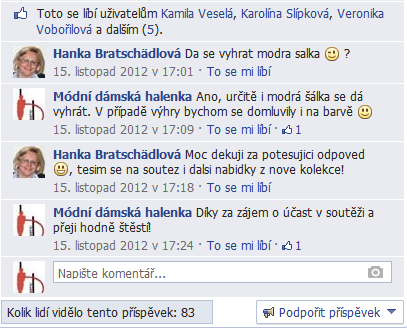 Toto se líbí uživatelům Kamila Veselá, Karolína Slípková, Veronika
Vobořilová a dalším (5).
Hanka Bratschädlová Da se vyhrat modra salka 🙂 ?
15. listopad 2012 v 17:01 · To se mi líbí
Módní dámská halenka Ano, určitě i modrá šálka se dá
vyhrát. V případě výhry bychom se domluvili i na barvě 🙂
15. listopad 2012 v 17:09 · To se mi líbí · 1
Hanka Bratschädlová Moc dekuji za potesujici odpoved
😃, tesim se na soutez i dalsi nabidky z nove kolekce!
15. listopad 2012 v 17:18 · To se mi líbí
Módní dámská halenka Díky za zájem o účast v soutěži a
přeji hodně štěstí!
15. listopad 2012 v 17:24 · To se mi líbí · 1
Napište komentář...
Kolik lidí vidělo tento příspěvek: 83
Podpořit příspěvek